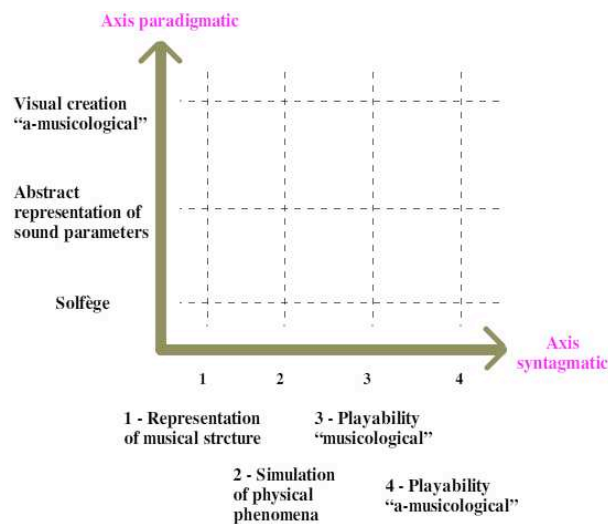 Axis paradigmatic
Visual creation
“a-musicological”
Abstract
representation of
sound parameters
Solfège
Axis
syntagmatic
1
2
3
4
1 - Representation
of musical strcture
3 - Playability
“musicological”
2 - Simulation
of physical
phenomena
4 - Playability
“a-musicological”